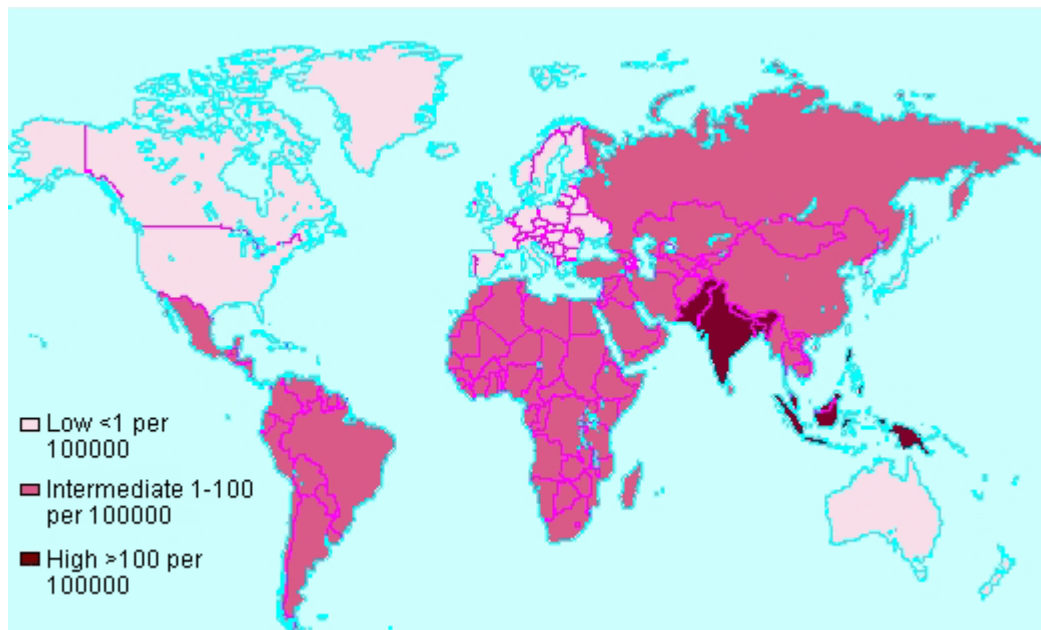 Low <1 per
100000
Intermediate 1-100
per 100000
High >100 per
100000